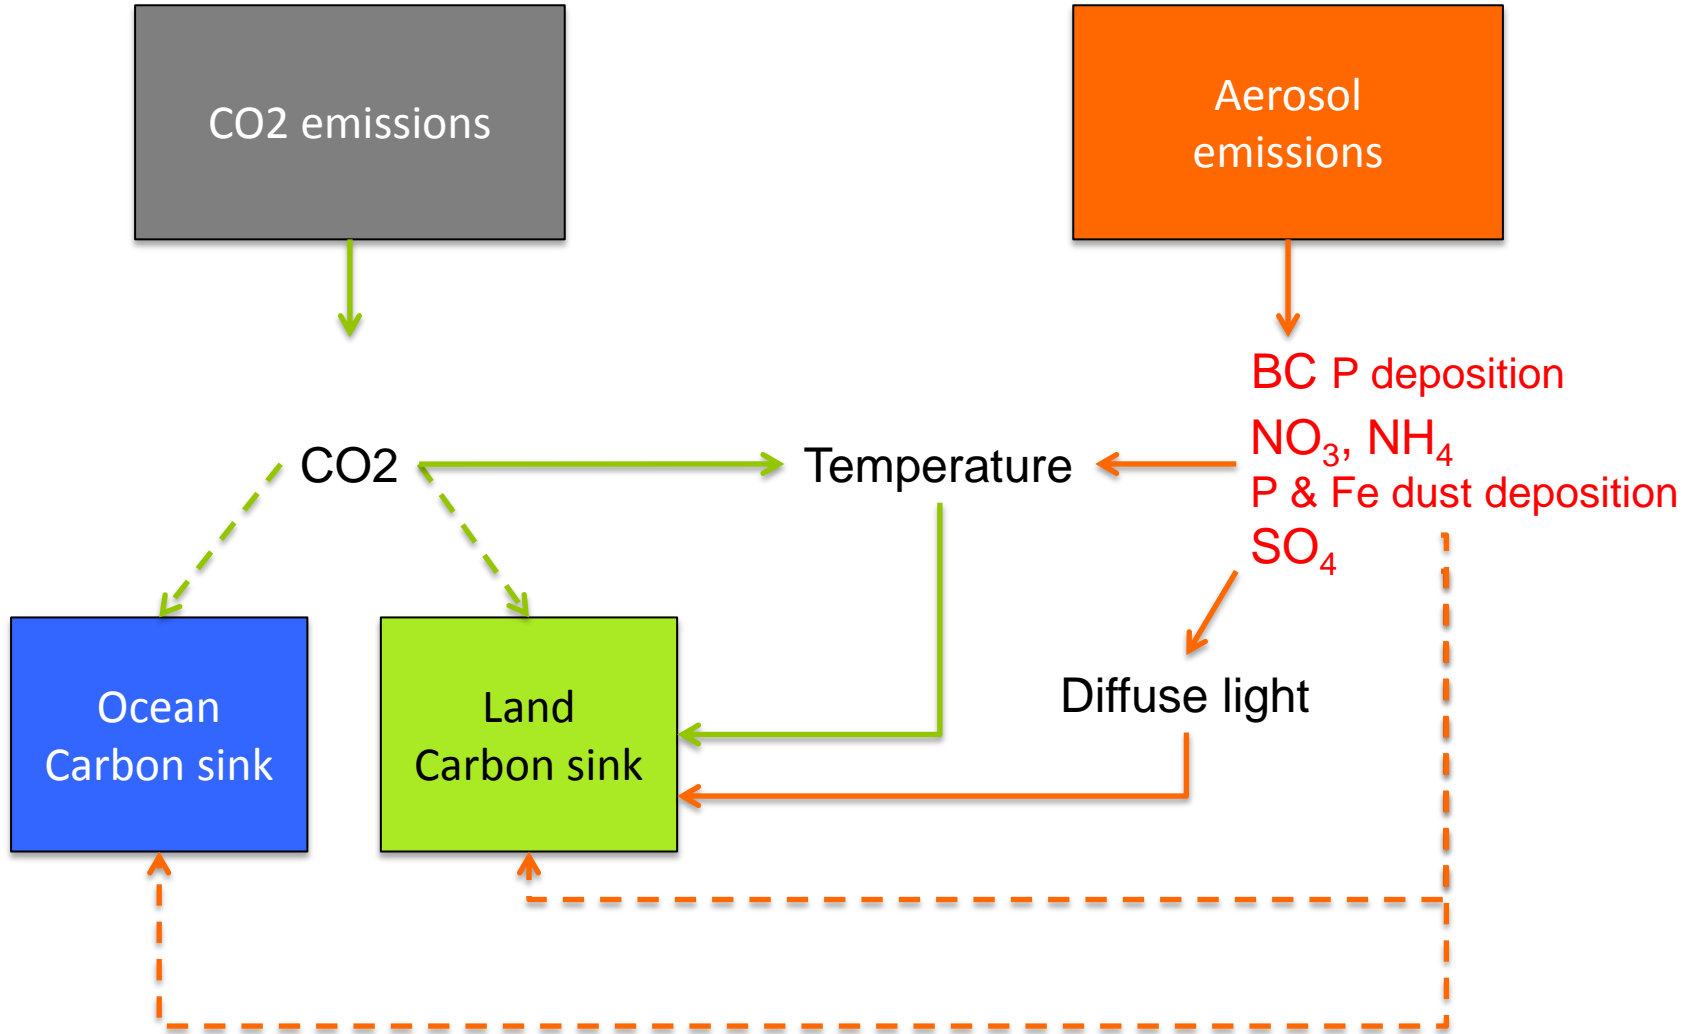 CO2 emissions
Aerosol
emissions
BC P deposition
NO₃, NH₄
P & Fe dust deposition
SO₄
CO2
Temperature
Diffuse light
Ocean
Carbon sink
Land
Carbon sink